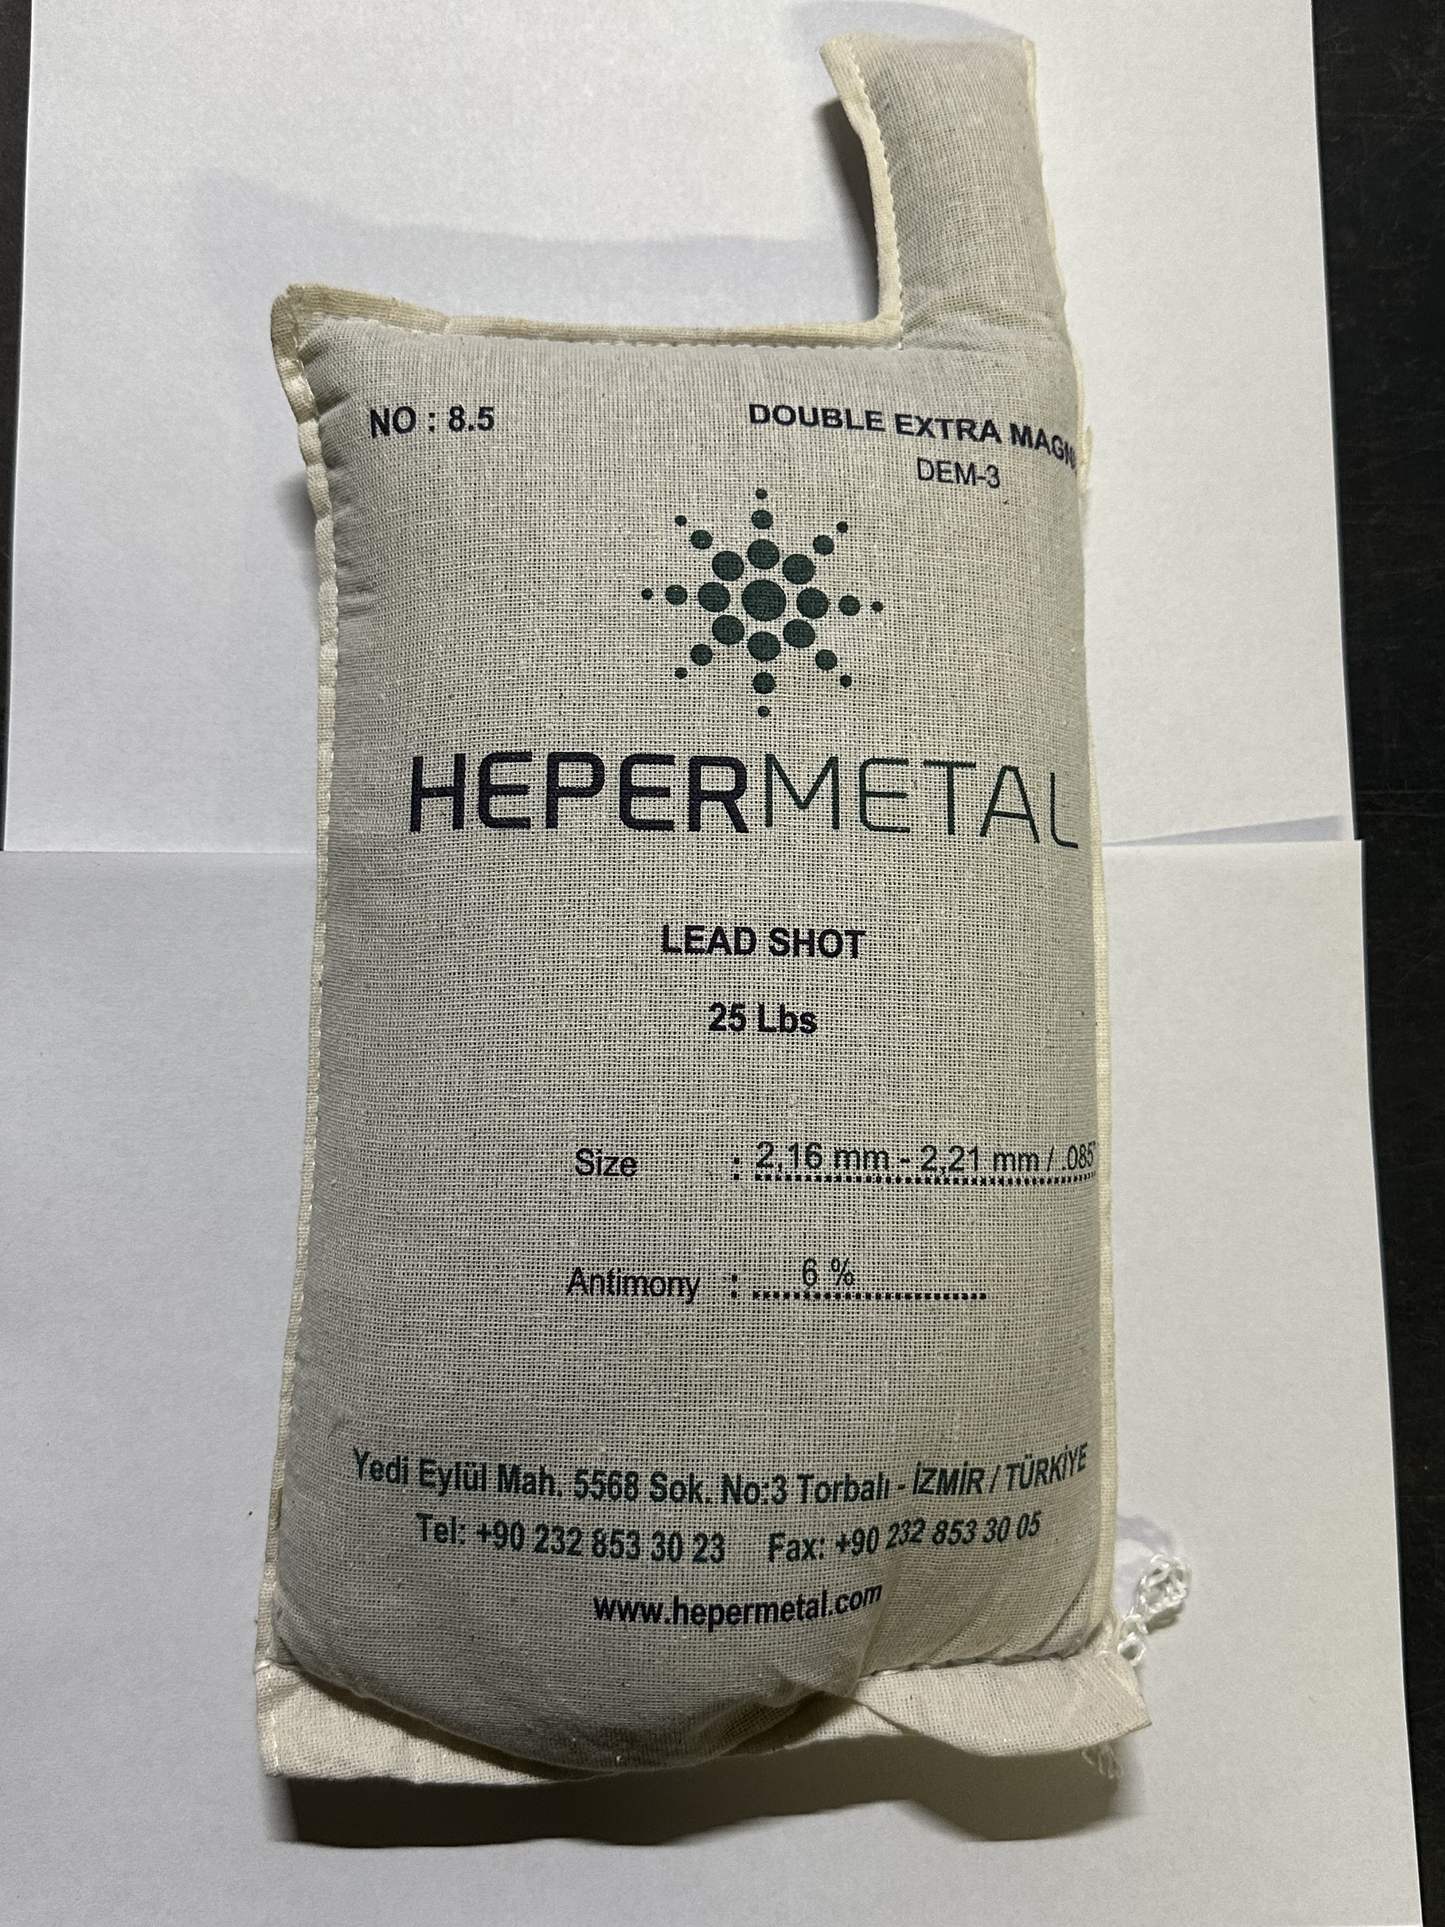 NO : 8.5
DOUBLE EXTRA
DEM-3
HEPERMETAL
LEAD SHOT
25 Lbs
Size : 2,16 mm - 2,21 mm / .085"
Antimony : 6 %
Yedi Eylül Mah. 5568 Sok. No:3 Torbalı - İZMİR / TÜRKİYE
Tel: +90 232 853 30 23 Fax: +90 232 853 30 05
www.hepermetal.com